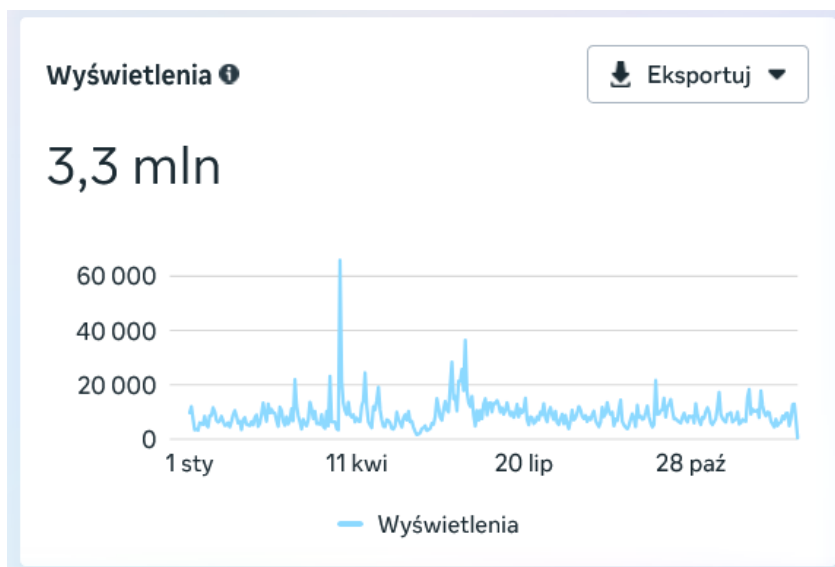 Wyświetlenia
Eksportuj
3,3 mln
60 000
40 000
20 000
0
1 sty 11 kwi 20 lip 28 paź
Wyświetlenia